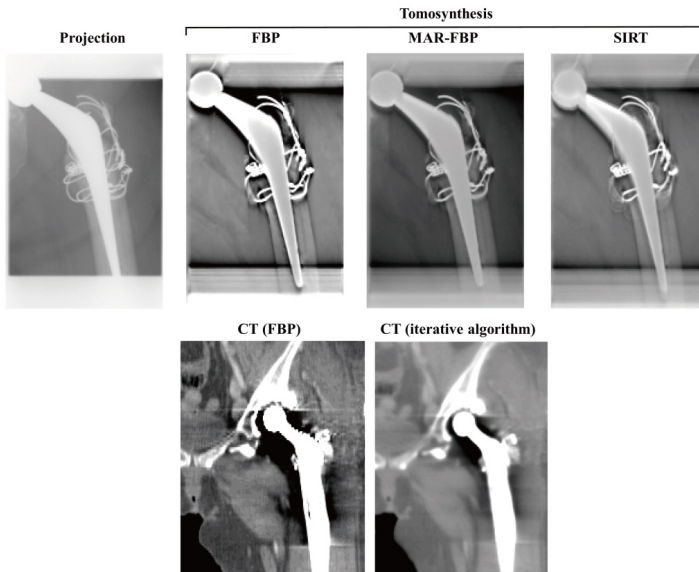 Tomosynthesis
Projection
FBP
MAR-FBP
SIRT
CT (FBP)
CT (iterative algorithm)